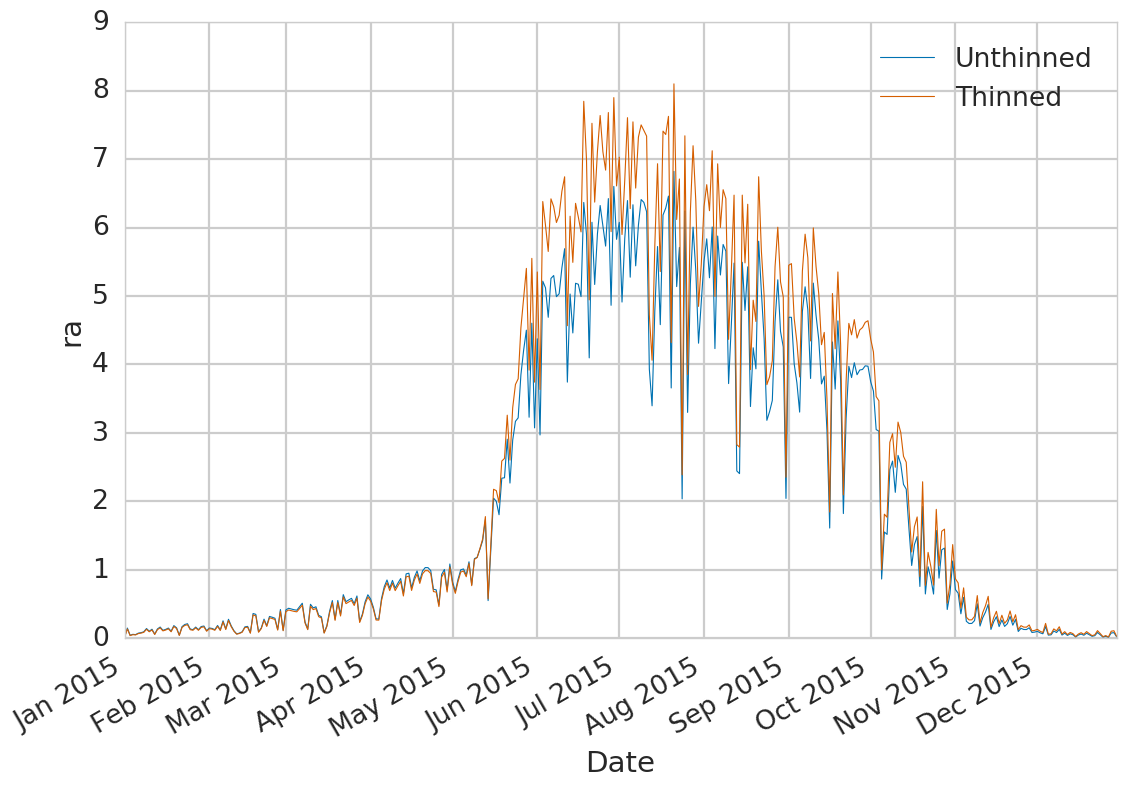 9
8
7
6
5
4
3
2
1
0
ra
Unthinned
Thinned
Jan 2015
Feb 2015
Mar 2015
Apr 2015
May 2015
Jun 2015
Jul 2015
Aug 2015
Sep 2015
Oct 2015
Nov 2015
Dec 2015
Date